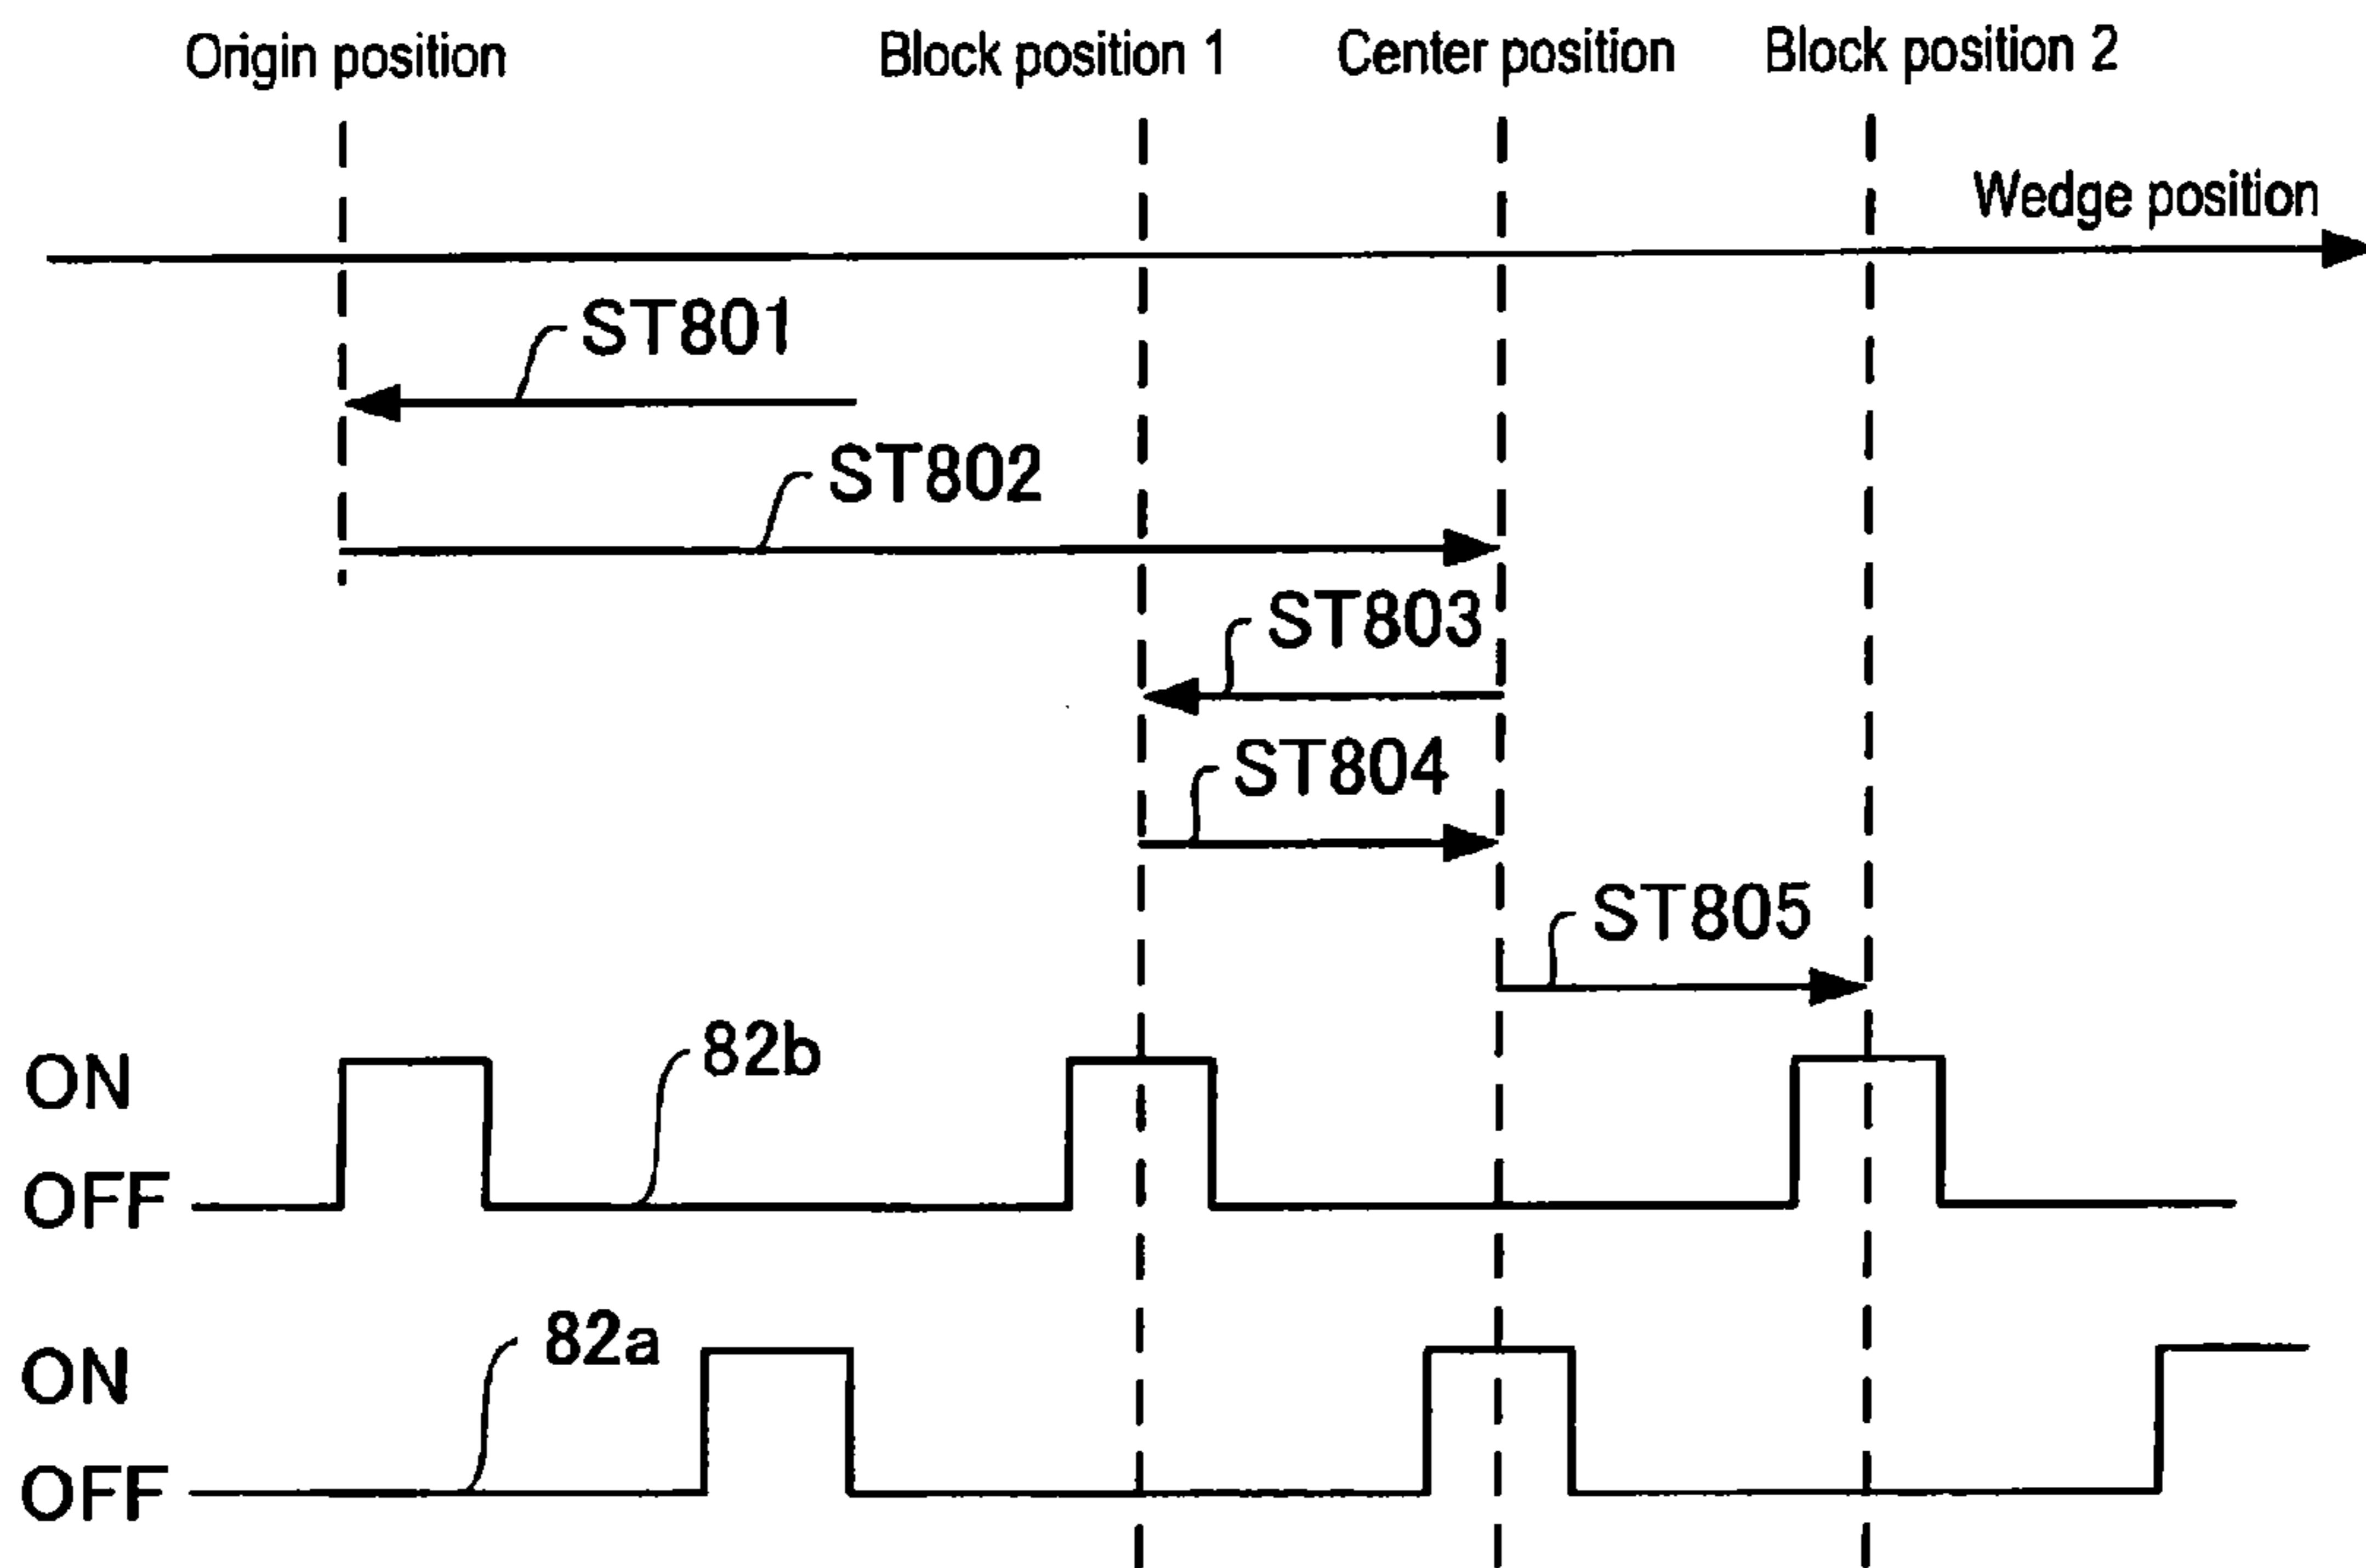 Origin position
Block position 1
Center position
Block position 2
Wedge position
ST801
ST802
ST803
ST804
ST805
82b
ON
OFF
82a
ON
OFF